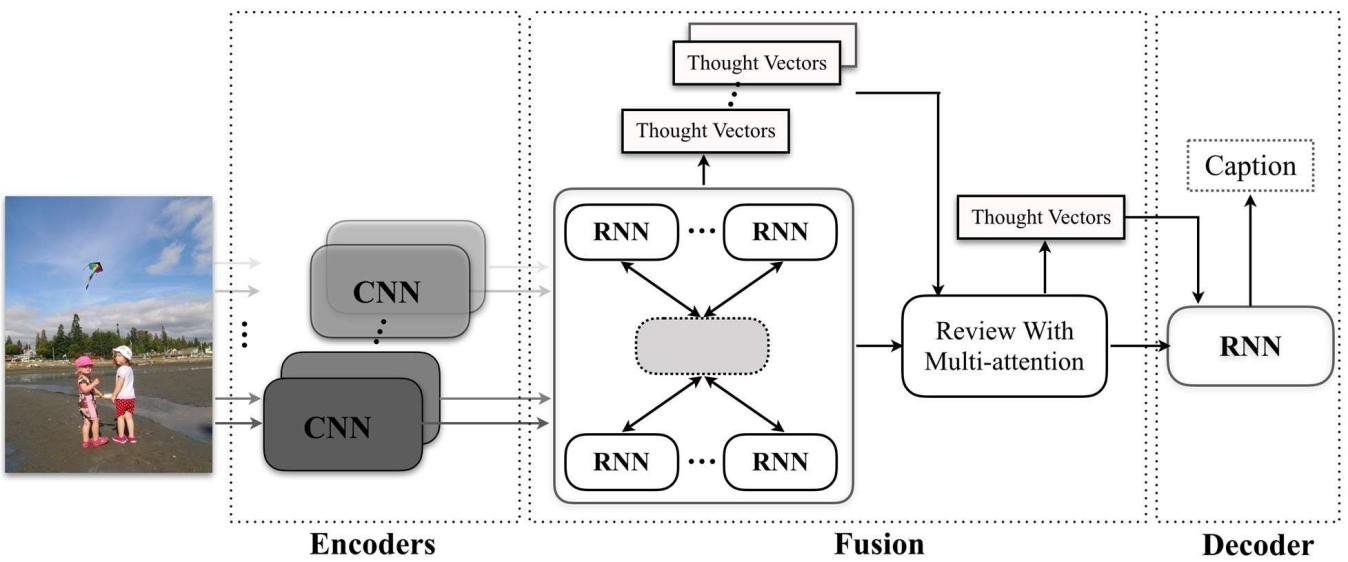 Thought Vectors
Thought Vectors
RNN ... RNN
CNN
CNN
RNN ... RNN
Thought Vectors
Review With
Multi-attention
Caption
RNN
Encoders
Fusion
Decoder